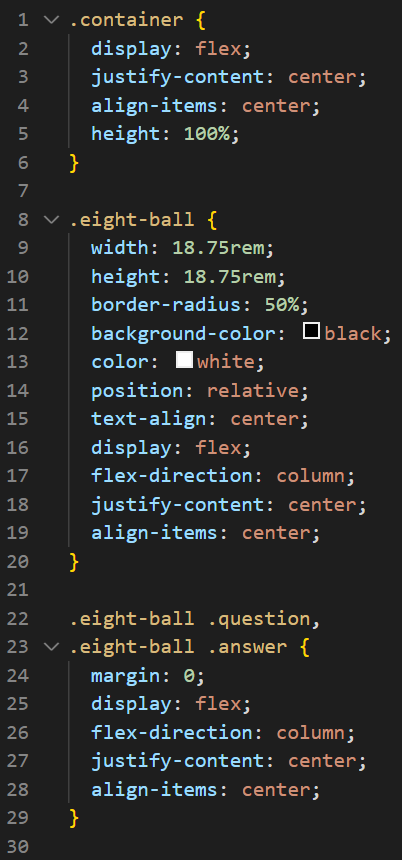 1 .container {
2   display: flex;
3   justify-content: center;
4   align-items: center;
5   height: 100%;
6 }
7
8 .eight-ball {
9   width: 18.75rem;
10   height: 18.75rem;
11   border-radius: 50%;
12   background-color: black;
13   color: white;
14   position: relative;
15   text-align: center;
16   display: flex;
17   flex-direction: column;
18   justify-content: center;
19   align-items: center;
20 }
21
22 .eight-ball .question,
23 .eight-ball .answer {
24   margin: 0;
25   display: flex;
26   flex-direction: column;
27   justify-content: center;
28   align-items: center;
29 }
30